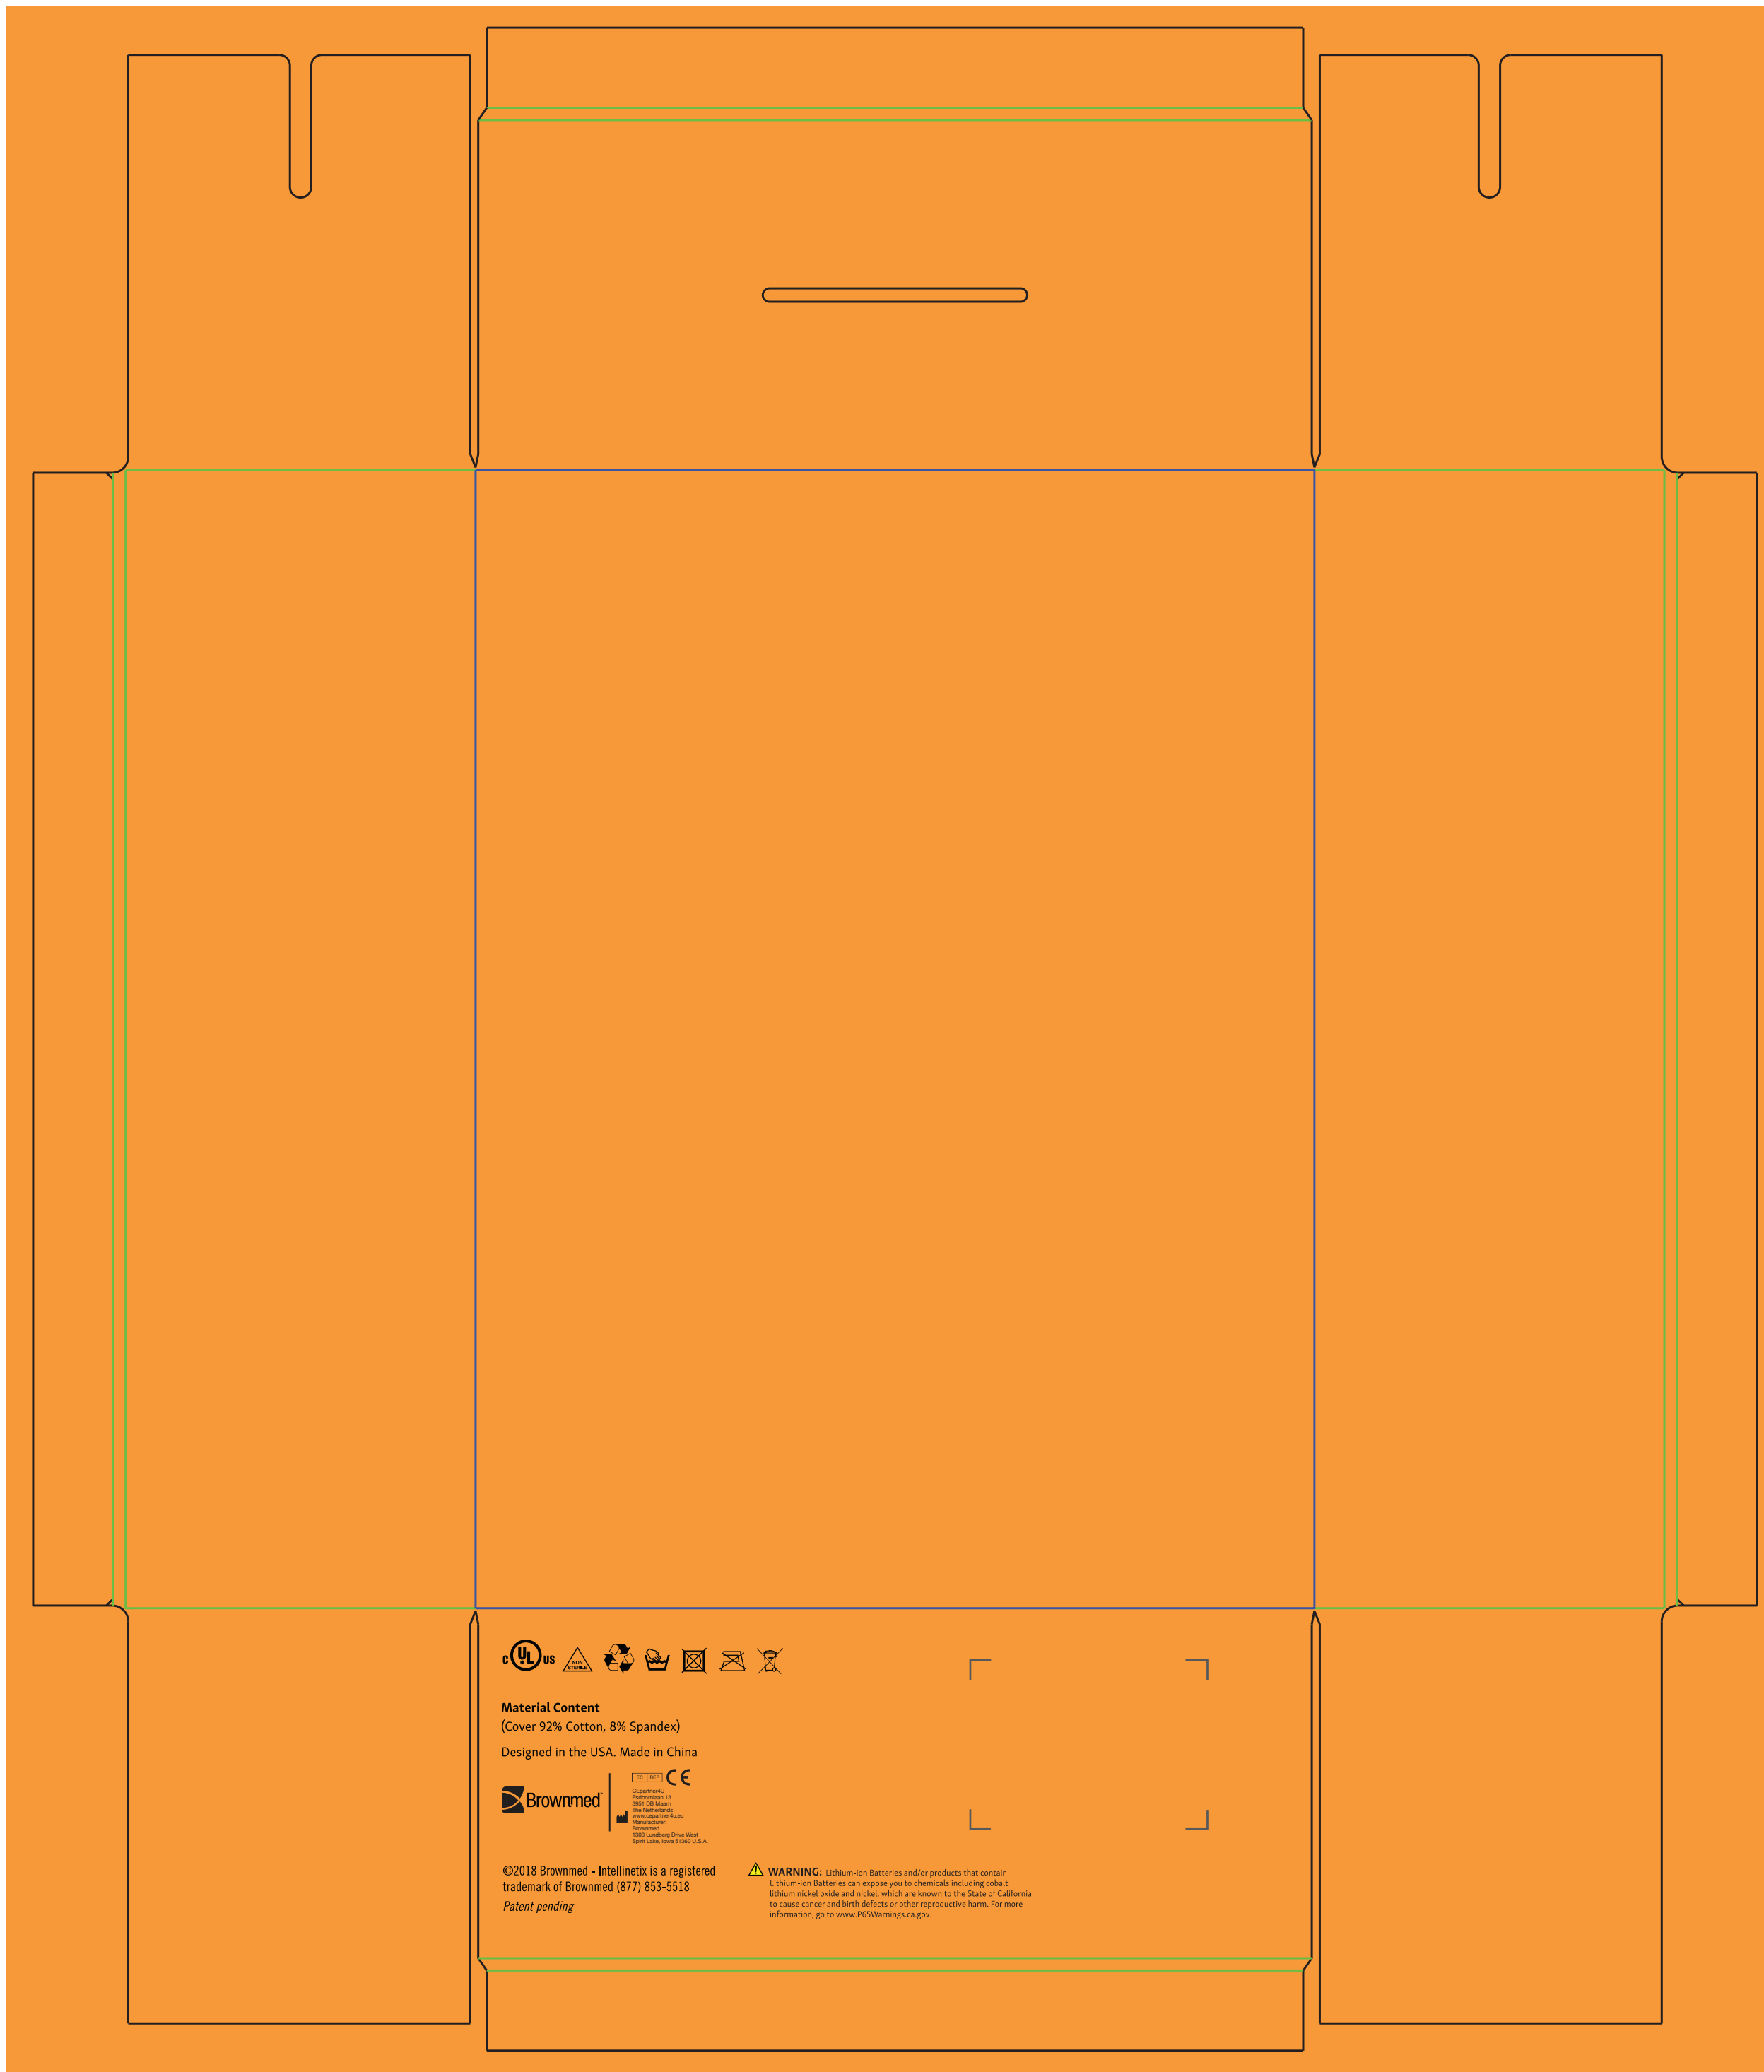 C UL US
NON
STERILE
Material Content
(Cover 92% Cotton, 8% Spandex)
Designed in the USA. Made in China
EC REP CE
CEpartner4U
Esdoornlaan 13
3951 DB Maarn
The Netherlands
www.cepartner4u.eu
Manufacturer:
Brownmed
1300 Lundberg Drive West
Spirit Lake, Iowa 51360 U.S.A.
Brownmed
©2018 Brownmed - Intellinetix is a registered
trademark of Brownmed (877) 853-5518
Patent pending
WARNING: Lithium-ion Batteries and/or products that contain
Lithium-ion Batteries can expose you to chemicals including cobalt
lithium nickel oxide and nickel, which are known to the State of California
to cause cancer and birth defects or other reproductive harm. For more
information, go to www.P65Warnings.ca.gov.